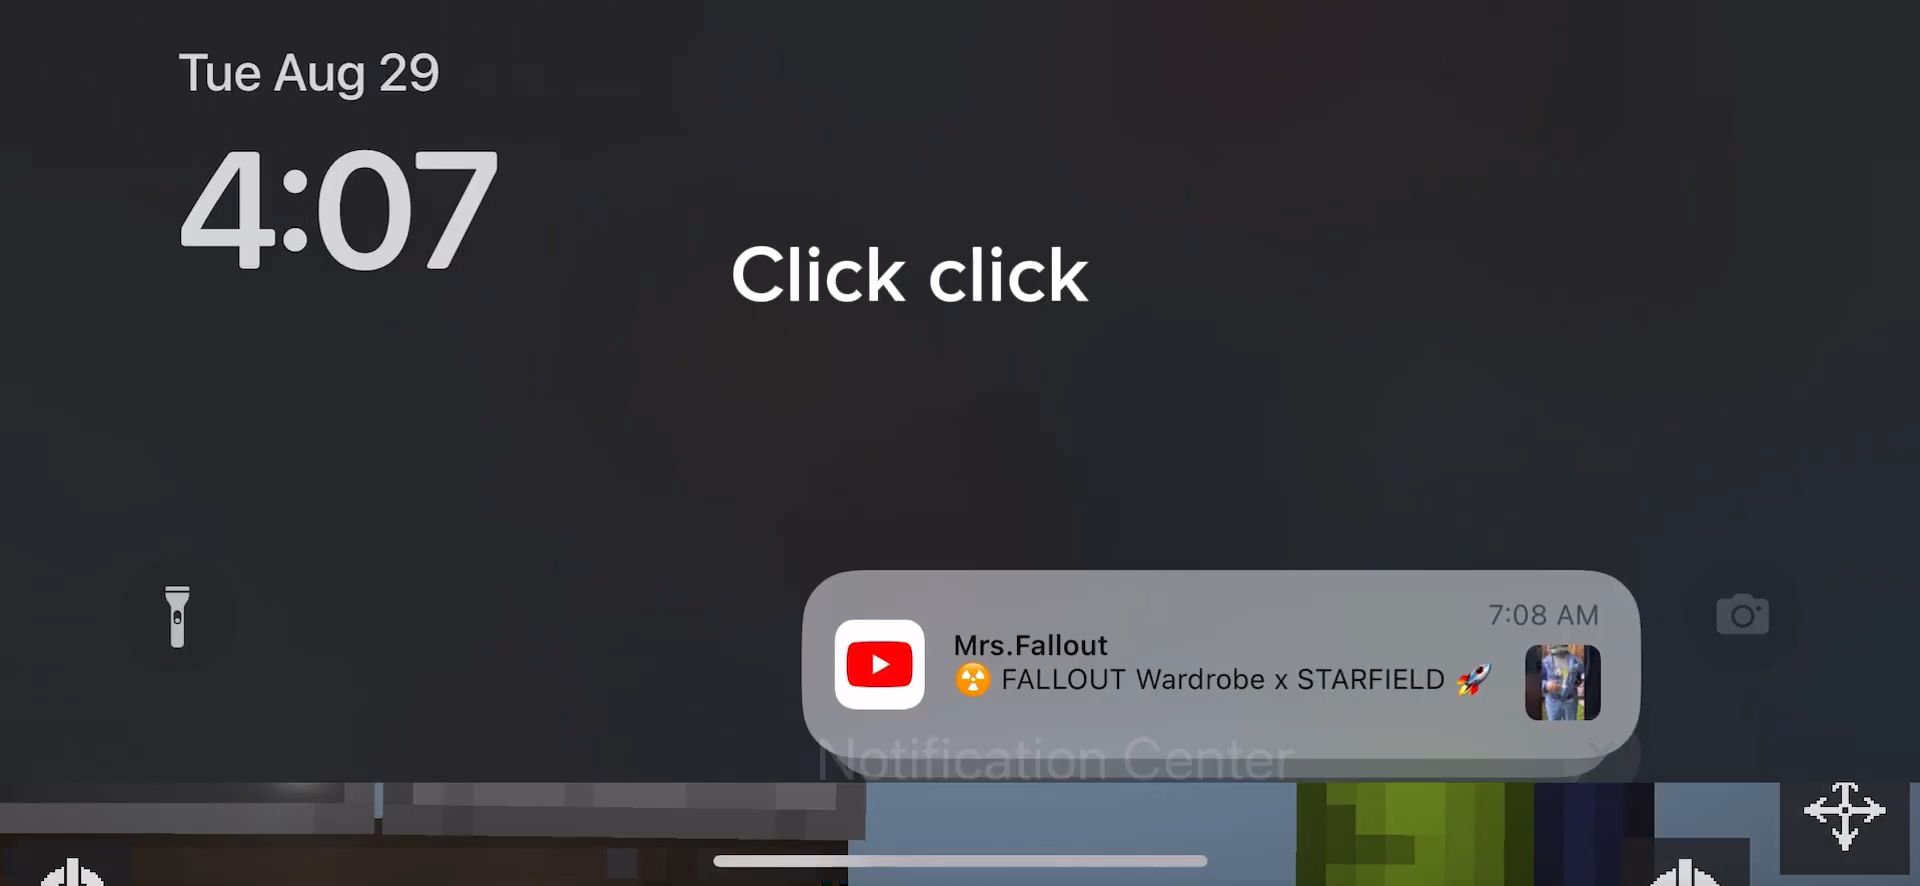 Tue Aug 29
4:07
Click click
7:08 AM
Mrs.Fallout
☢️ FALLOUT Wardrobe x STARFIELD 🚀
Notification Center